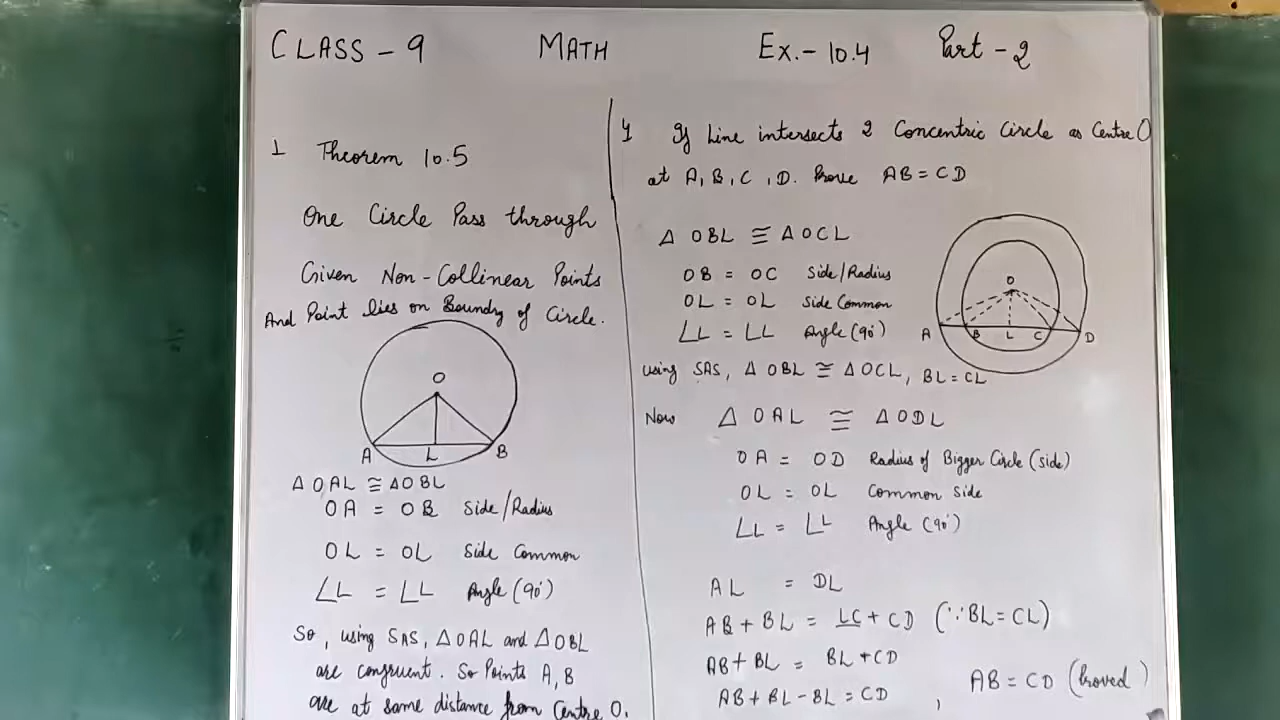 CLASS - 9 MATH Ex.- 10.4 Part - 2
1 Theorem 10.5
One Circle Pass through
Given Non-Collinear Points
And Point lies on Boundry of Circle.
O
A L B
Δ OAL ≅ Δ OBL
OA = OB Side/Radius
OL = OL Side Common
∠L = ∠L Angle (90°)
So, using SAS, Δ OAL and Δ OBL
are congruent. So Points A, B
are at same distance from Centre O.
If Line intersects 2 Concentric Circle as Centre O
at A, B, C, D. Prove AB = CD
Δ OBL ≅ Δ OCL
OB = OC Side/Radius
OL = OL Side Common
∠L = ∠L Angle (90°)
using SAS, Δ OBL ≅ Δ OCL, BL = CL
O
A B L C D
Now Δ OAL ≅ Δ ODL
OA = OD Radius of Bigger Circle (side)
OL = OL Common Side
∠L = ∠L Angle (90°)
AL = DL
AB + BL = LC + CD (∵ BL = CL)
AB + BL = BL + CD
AB + BL - BL = CD , AB = CD (Proved)